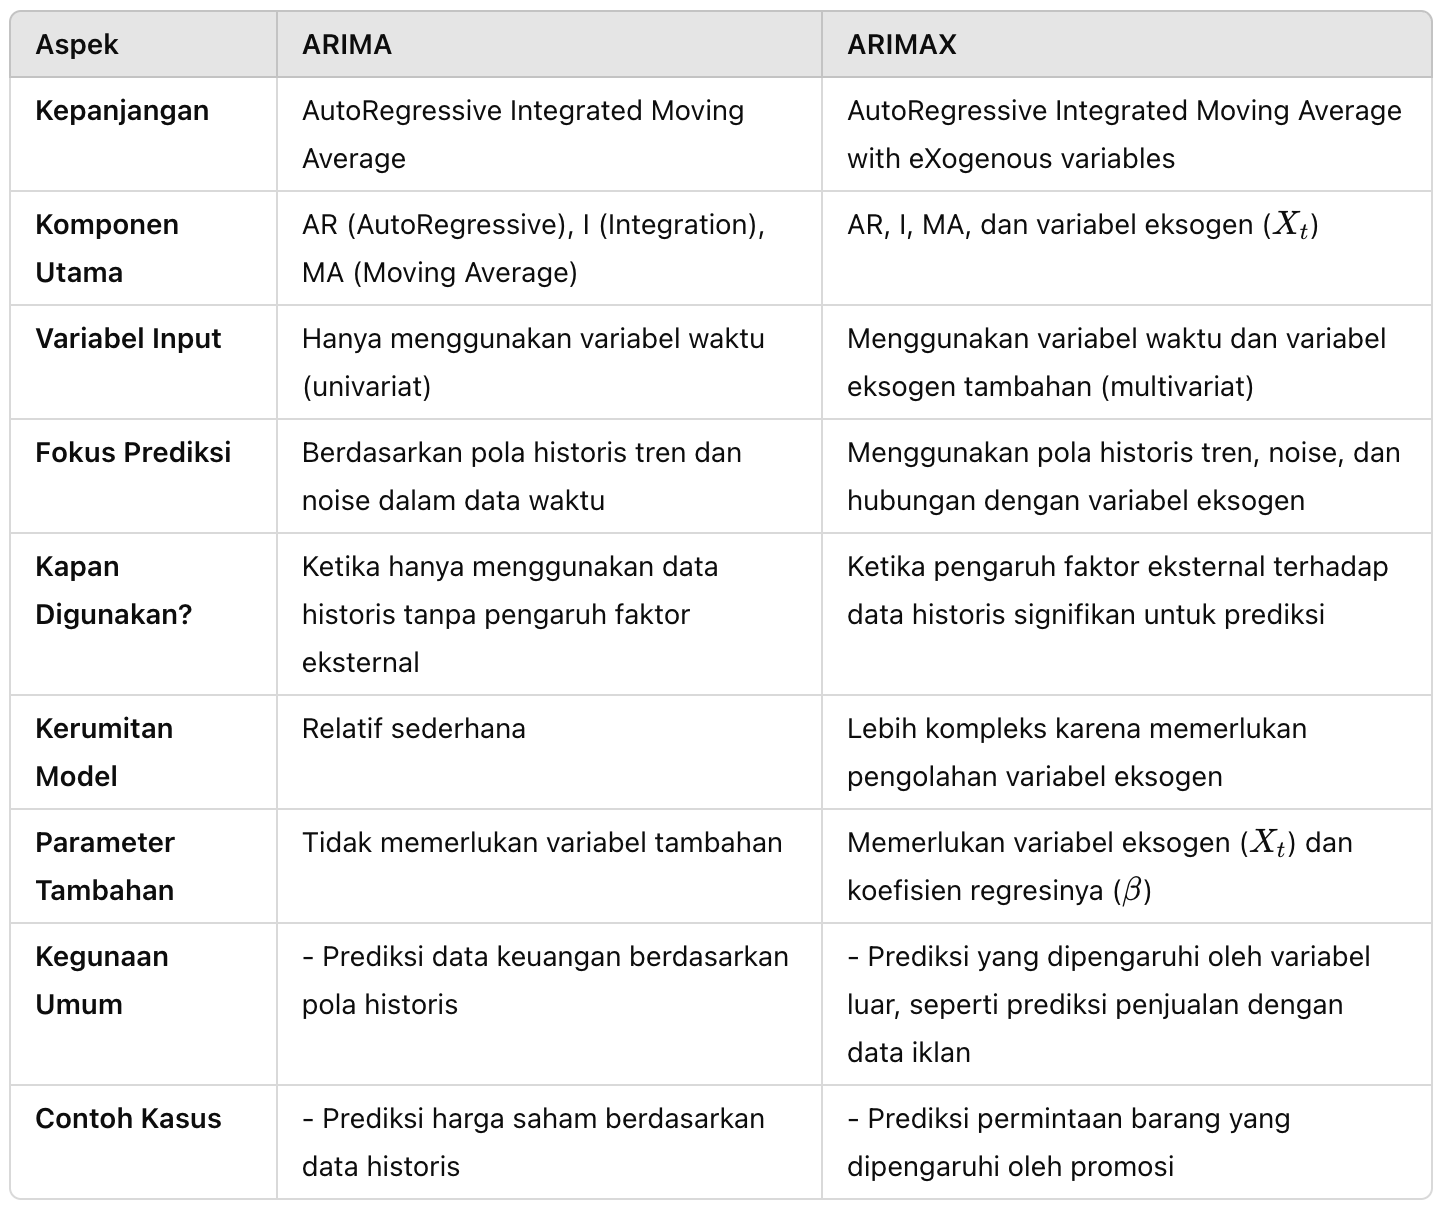 Aspek
ARIMA
ARIMAX
Kepanjangan
AutoRegressive Integrated Moving
Average
AutoRegressive Integrated Moving Average
with eXogenous variables
Komponen
Utama
AR (AutoRegressive), I (Integration),
MA (Moving Average)
AR, I, MA, dan variabel eksogen (X_t)
Variabel Input
Hanya menggunakan variabel waktu
(univariat)
Menggunakan variabel waktu dan variabel
eksogen tambahan (multivariat)
Fokus Prediksi
Berdasarkan pola historis tren dan
noise dalam data waktu
Menggunakan pola historis tren, noise, dan
hubungan dengan variabel eksogen
Kapan
Digunakan?
Ketika hanya menggunakan data
historis tanpa pengaruh faktor
eksternal
Ketika pengaruh faktor eksternal terhadap
data historis signifikan untuk prediksi
Kerumitan
Model
Relatif sederhana
Lebih kompleks karena memerlukan
pengolahan variabel eksogen
Parameter
Tambahan
Tidak memerlukan variabel tambahan
Memerlukan variabel eksogen (X_t) dan
koefisien regresinya (β)
Kegunaan
Umum
- Prediksi data keuangan berdasarkan
pola historis
- Prediksi yang dipengaruhi oleh variabel
luar, seperti prediksi penjualan dengan
data iklan
Contoh Kasus
- Prediksi harga saham berdasarkan
data historis
- Prediksi permintaan barang yang
dipengaruhi oleh promosi